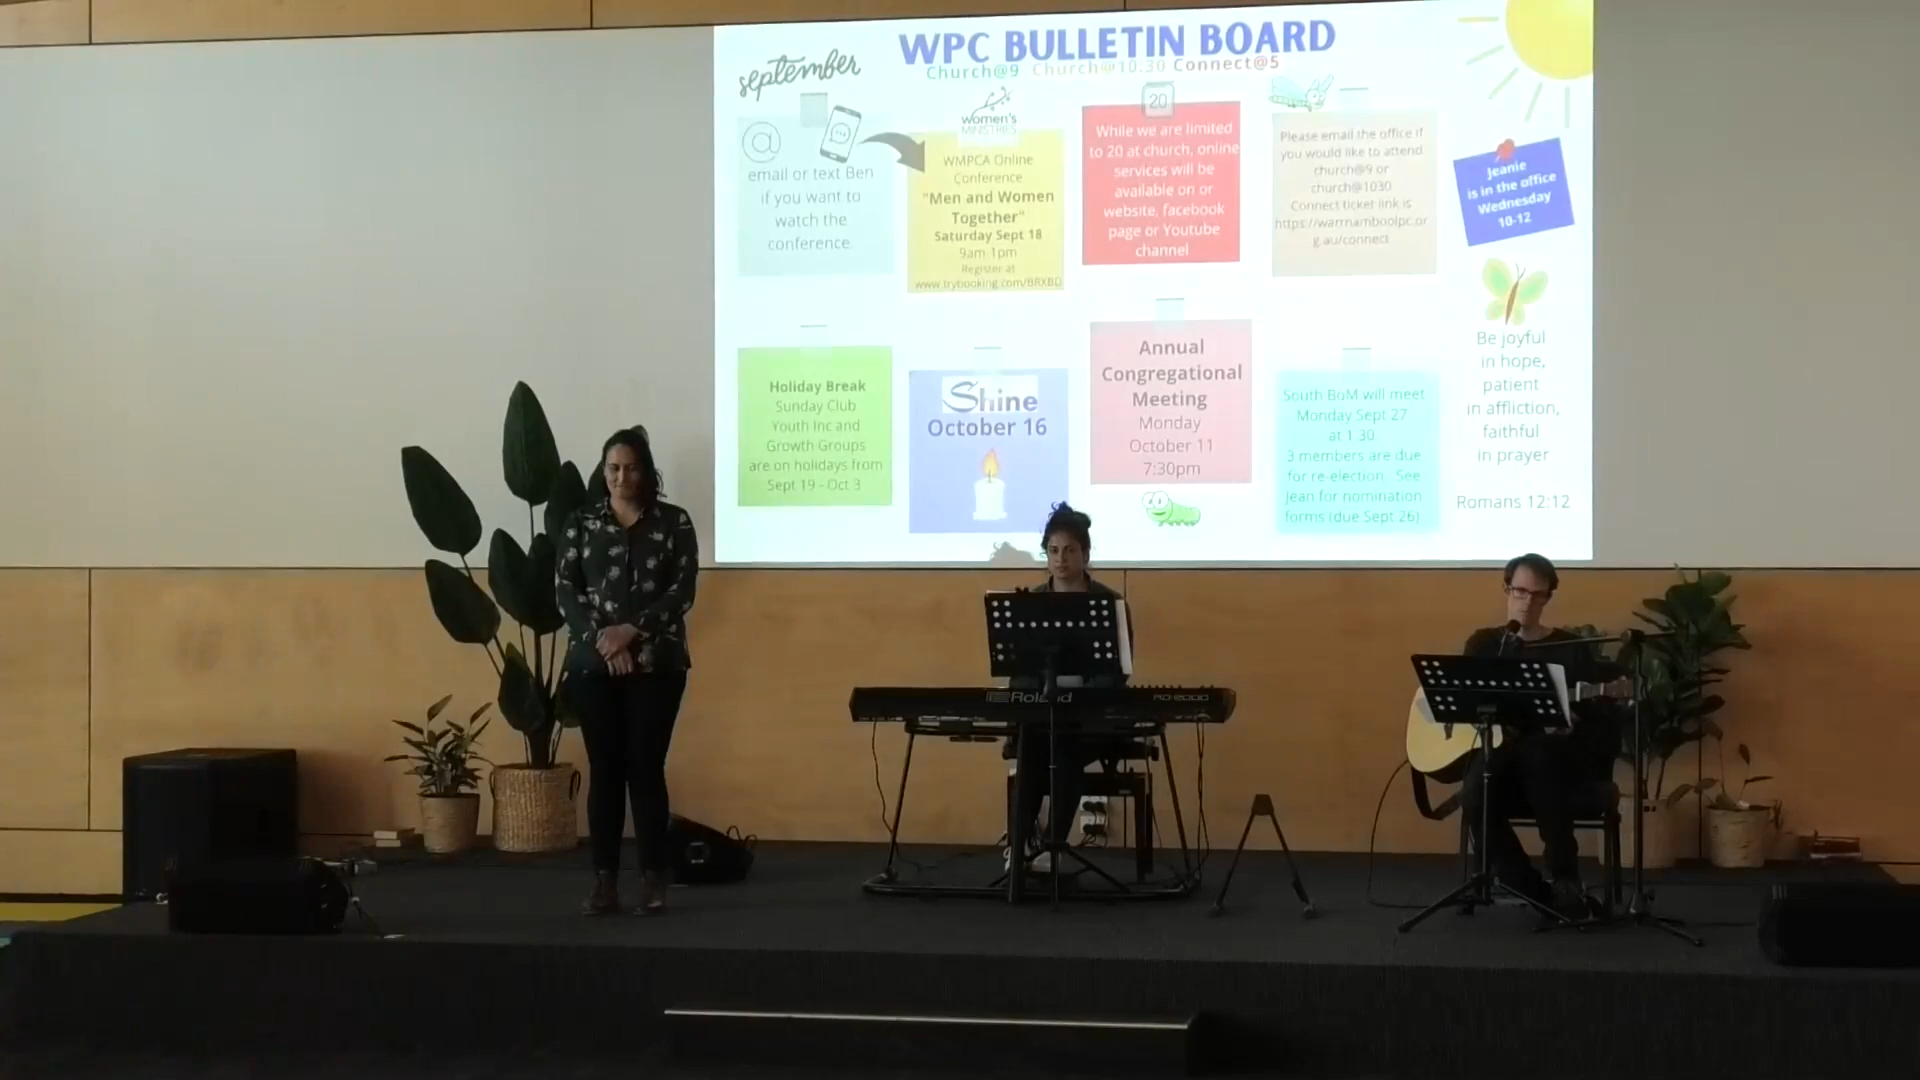 september
WPC BULLETIN BOARD
Church@9 Church@10.30 Connect@5
@
email or text Ben
if you want to
watch the
conference.
women's
MINISTRIES
WMPCA Online
Conference
"Men and Women
Together"
Saturday Sept 18
9am-1pm
Register at
www.trybooking.com/BRXBD
20
While we are limited
to 20 at church, online
services will be
available on or
website, facebook
page or Youtube
channel
Please email the office if
you would like to attend
church@9 or
church@1030
Connect ticket link is
https://warrnamboolpc.or
g.au/connect
Jeanie
is in the office
Wednesday
10-12
Holiday Break
Sunday Club
Youth Inc and
Growth Groups
are on holidays from
Sept 19 - Oct 3
Shine
October 16
Annual
Congregational
Meeting
Monday
October 11
7:30pm
South BoM will meet
Monday Sept 27
at 1.30.
3 members are due
for re-election. See
Jean for nomination
forms (due Sept 26)
Be joyful
in hope,
patient
in affliction,
faithful
in prayer
Romans 12:12
Roland
RD-2000